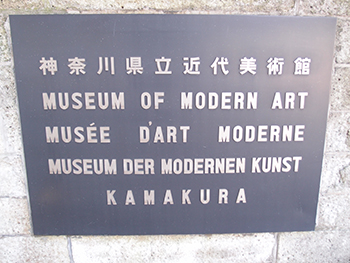 神奈川県立近代美術館
MUSEUM OF MODERN ART
MUSÉE D'ART MODERNE
MUSEUM DER MODERNEN KUNST
KAMAKURA